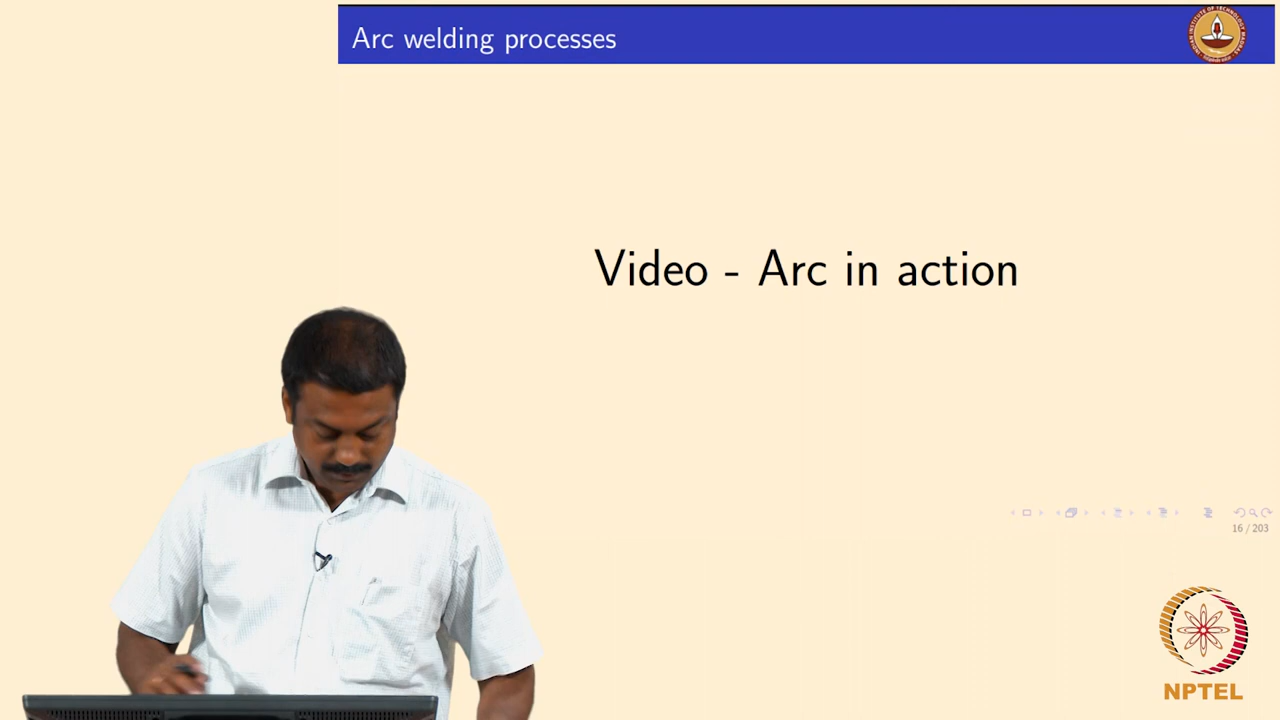 Arc welding processes
Video - Arc in action
16 / 203
NPTEL